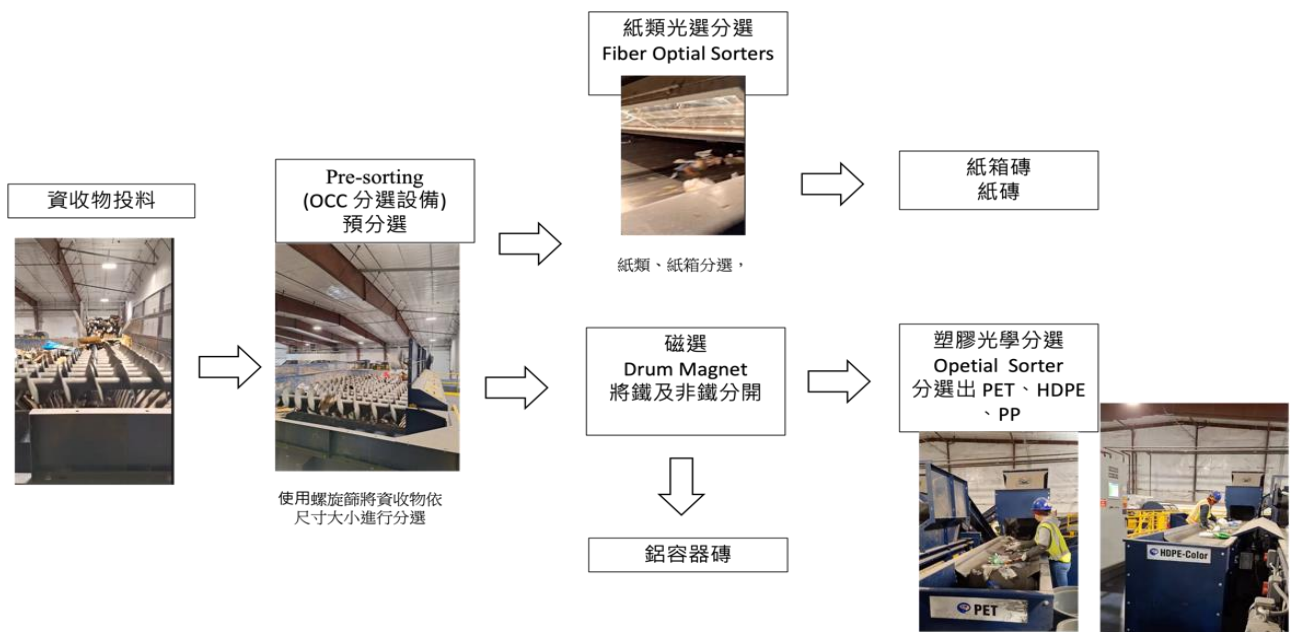 資收物投料
Pre-sorting
(OCC 分選設備)
預分選
使用螺旋篩將資收物依
尺寸大小進行分選
紙類光選分選
Fiber Optial Sorters
紙類、紙箱分選，
紙箱磚
紙磚
磁選
Drum Magnet
將鐵及非鐵分開
鋁容器磚
塑膠光學分選
Opetial Sorter
分選出 PET、HDPE
、PP
PET
HDPE-Color